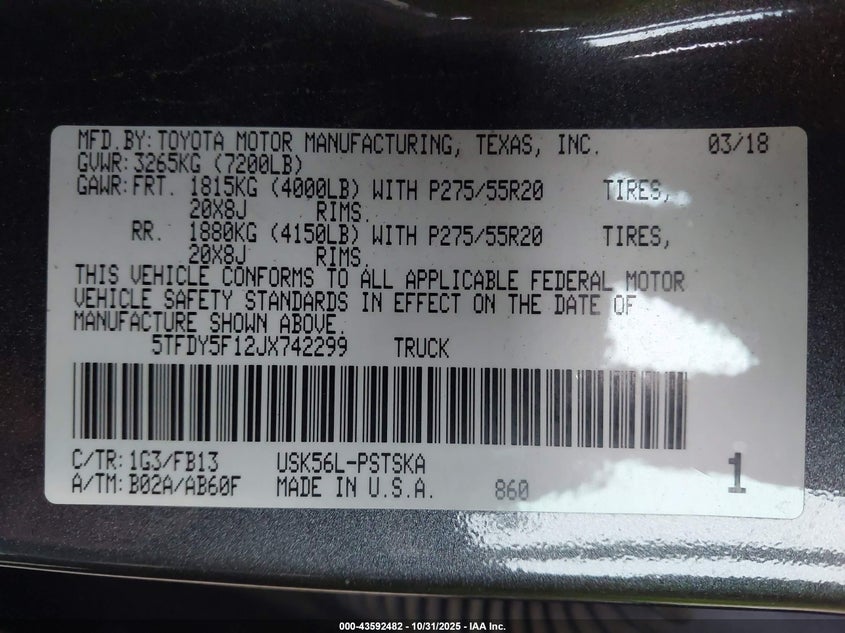 MFD.BY: TOYOTA MOTOR MANUFACTURING, TEXAS, INC. 03/18
GVWR: 3265KG (7200LB)
GAWR: FRT. 1815KG (4000LB) WITH P275/55R20 TIRES,
20X8J RIMS.
RR. 1880KG (4150LB) WITH P275/55R20 TIRES,
20X8J RIMS.
THIS VEHICLE CONFORMS TO ALL APPLICABLE FEDERAL MOTOR
VEHICLE SAFETY STANDARDS IN EFFECT ON THE DATE OF
MANUFACTURE SHOWN ABOVE.
5TFDY5F12JX742299 TRUCK
C/TR: 1G3/FB13 USK56L-PSTSKA
A/TM: B02A/AB60F MADE IN U.S.A. 860 1
000-43592482 - 10/31/2025 - IAA Inc.